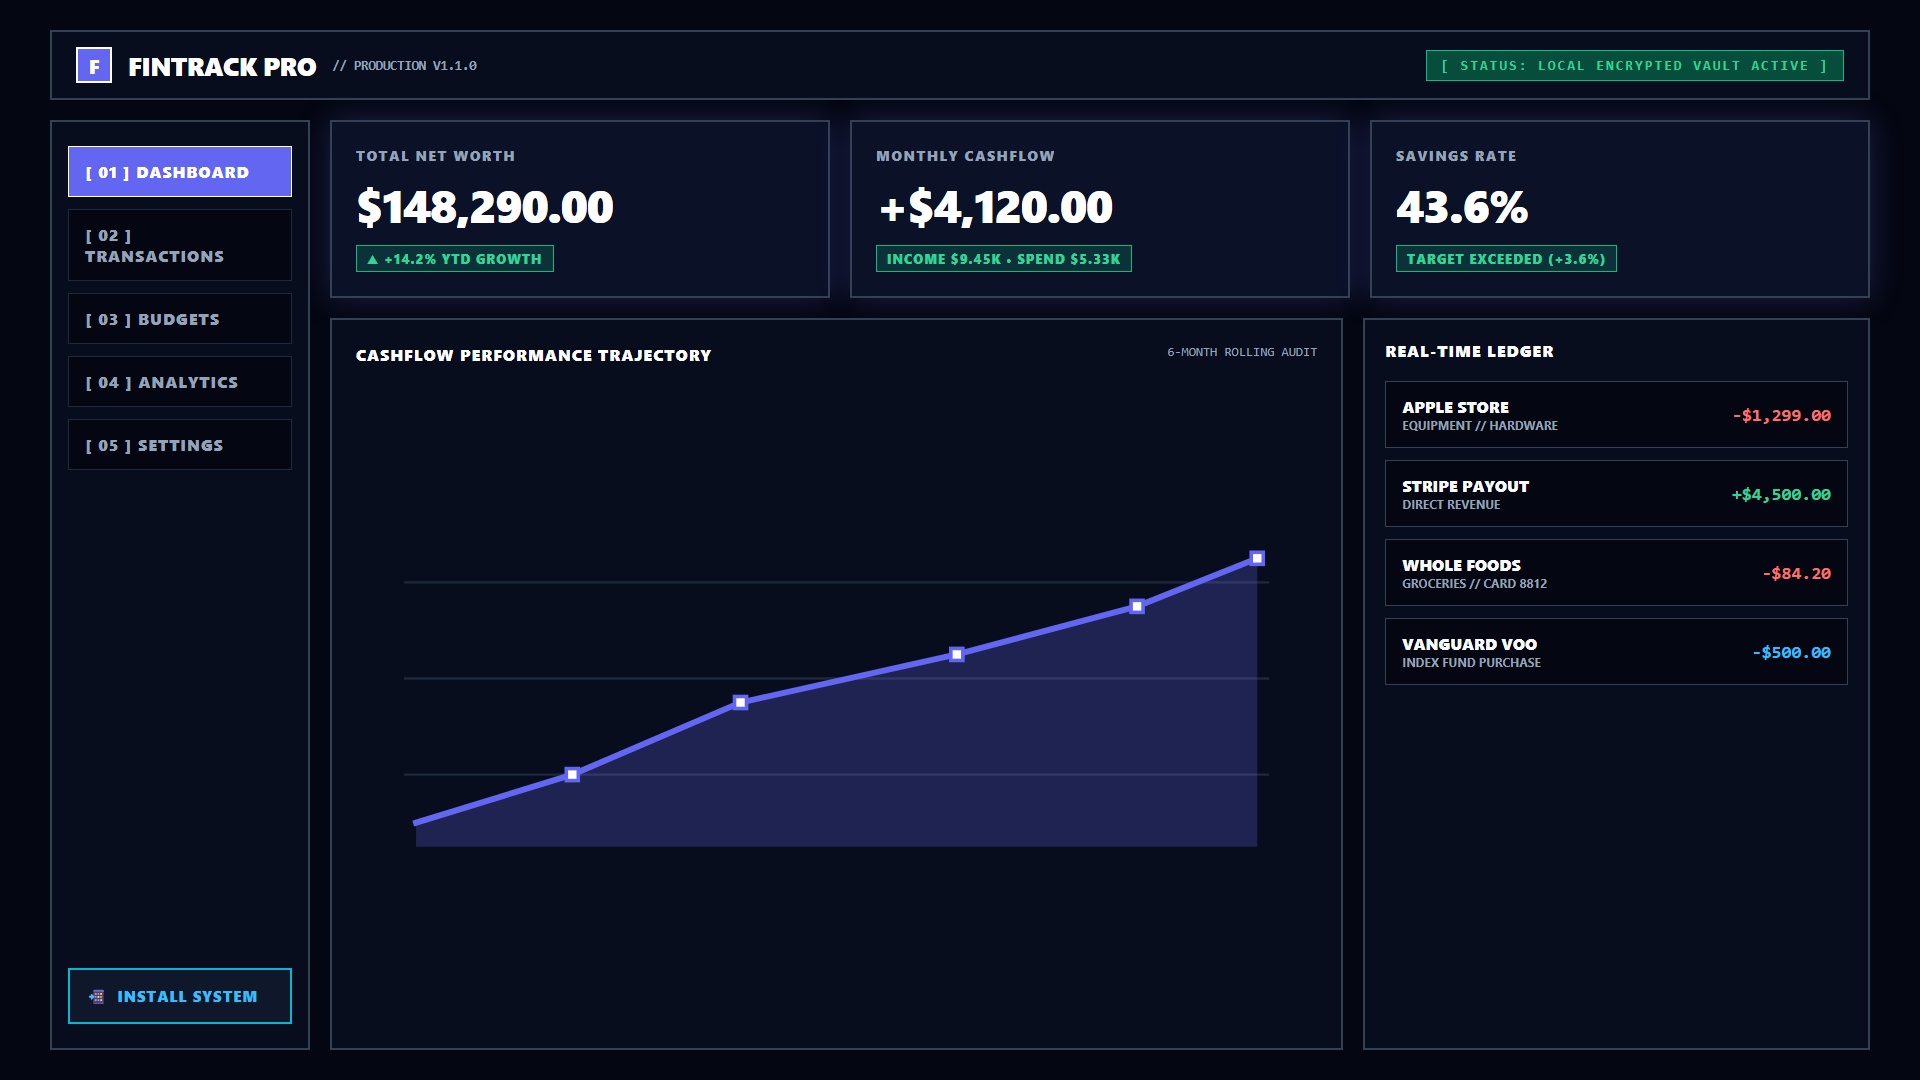 F
FINTRACK PRO // PRODUCTION V1.1.0
[ STATUS: LOCAL ENCRYPTED VAULT ACTIVE ]
[ 01 ] DASHBOARD
[ 02 ]
TRANSACTIONS
[ 03 ] BUDGETS
[ 04 ] ANALYTICS
[ 05 ] SETTINGS
INSTALL SYSTEM
TOTAL NET WORTH
$148,290.00
▲ +14.2% YTD GROWTH
MONTHLY CASHFLOW
+$4,120.00
INCOME $9.45K • SPEND $5.33K
SAVINGS RATE
43.6%
TARGET EXCEEDED (+3.6%)
CASHFLOW PERFORMANCE TRAJECTORY
6-MONTH ROLLING AUDIT
REAL-TIME LEDGER
APPLE STORE
EQUIPMENT // HARDWARE
-$1,299.00
STRIPE PAYOUT
DIRECT REVENUE
+$4,500.00
WHOLE FOODS
GROCERIES // CARD 8812
-$84.20
VANGUARD VOO
INDEX FUND PURCHASE
-$500.00